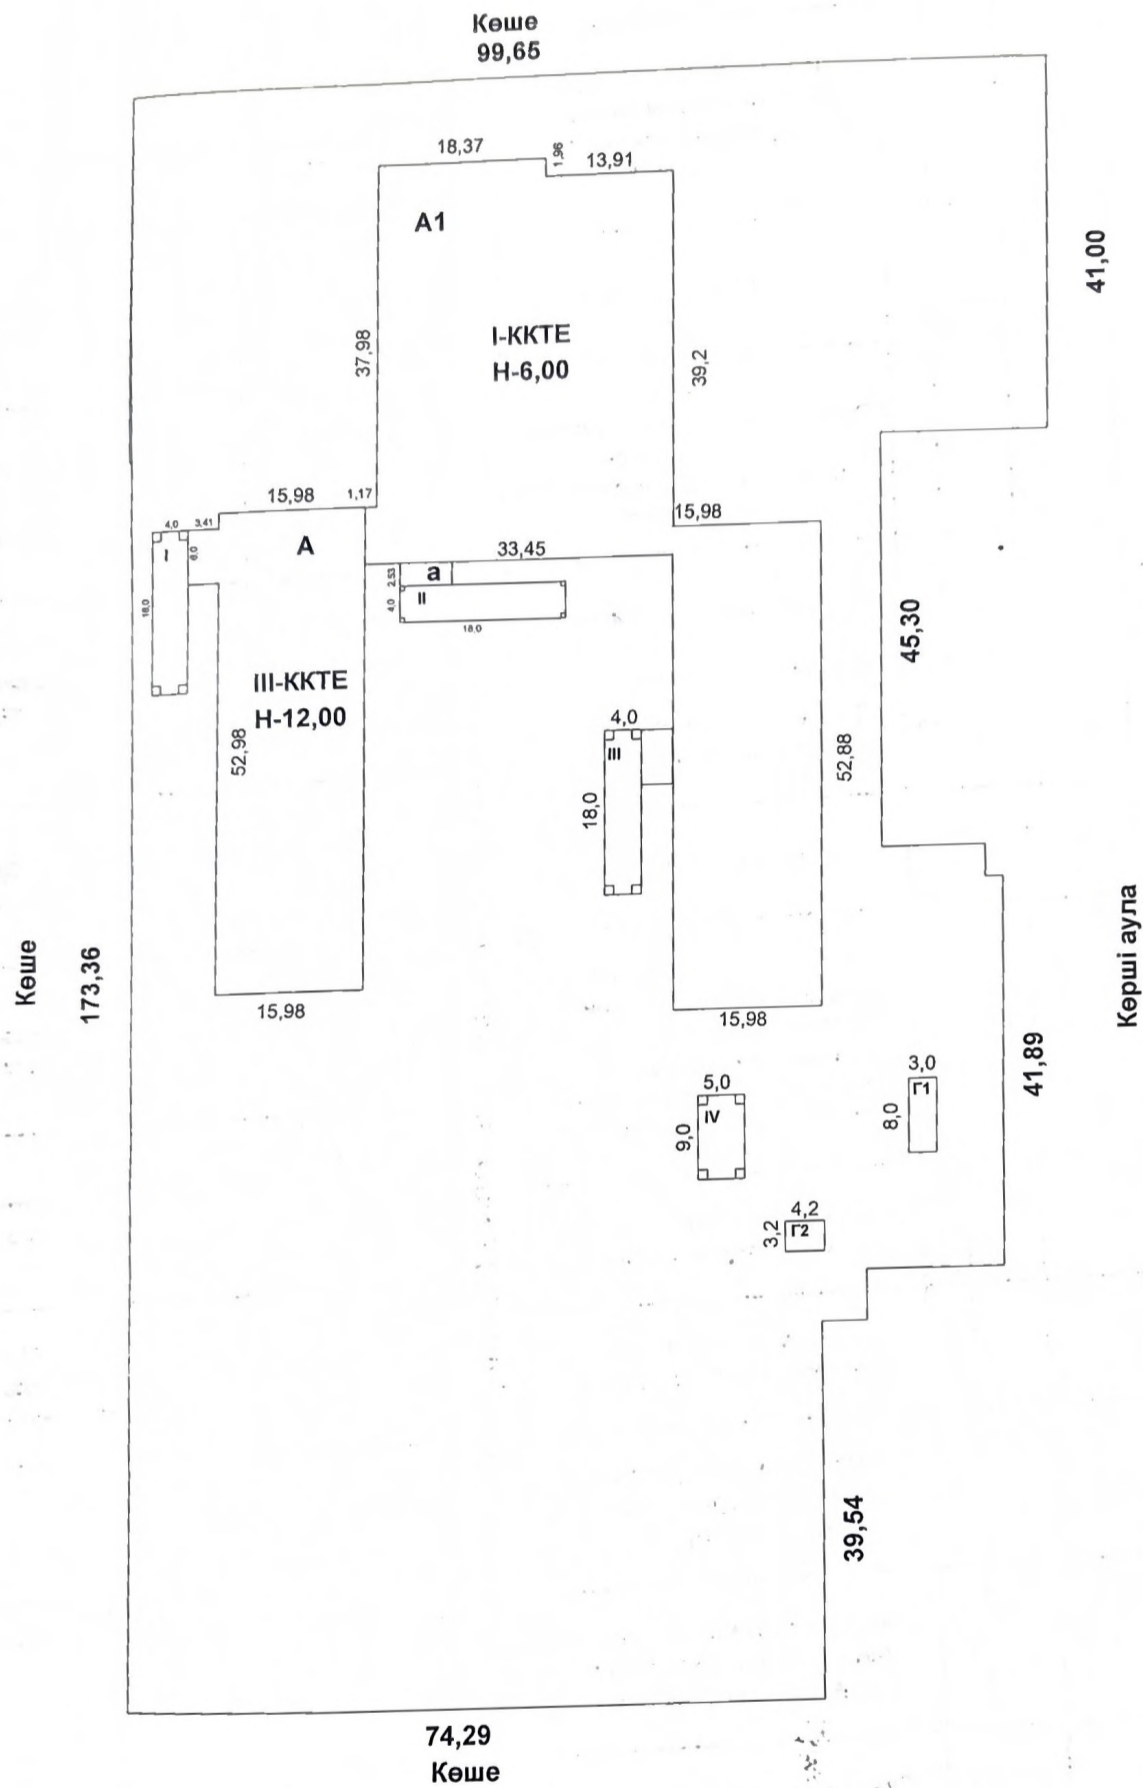 Көше
99,65
18,37
1,96
13,91
А1
41,00
І-ККТЕ
Н-6,00
37,98
39,2
15,98
1,17
4,0
3,41
15,98
А
33,45
I
6,0
2,53
а
4,0
II
18,0
18,0
45,30
ІІІ-ККТЕ
Н-12,00
4,0
III
52,98
52,88
18,0
Көше
173,36
Көрші аула
15,98
15,98
41,89
3,0
5,0
Г1
IV
8,0
9,0
4,2
3,2
Г2
39,54
74,29
Көше